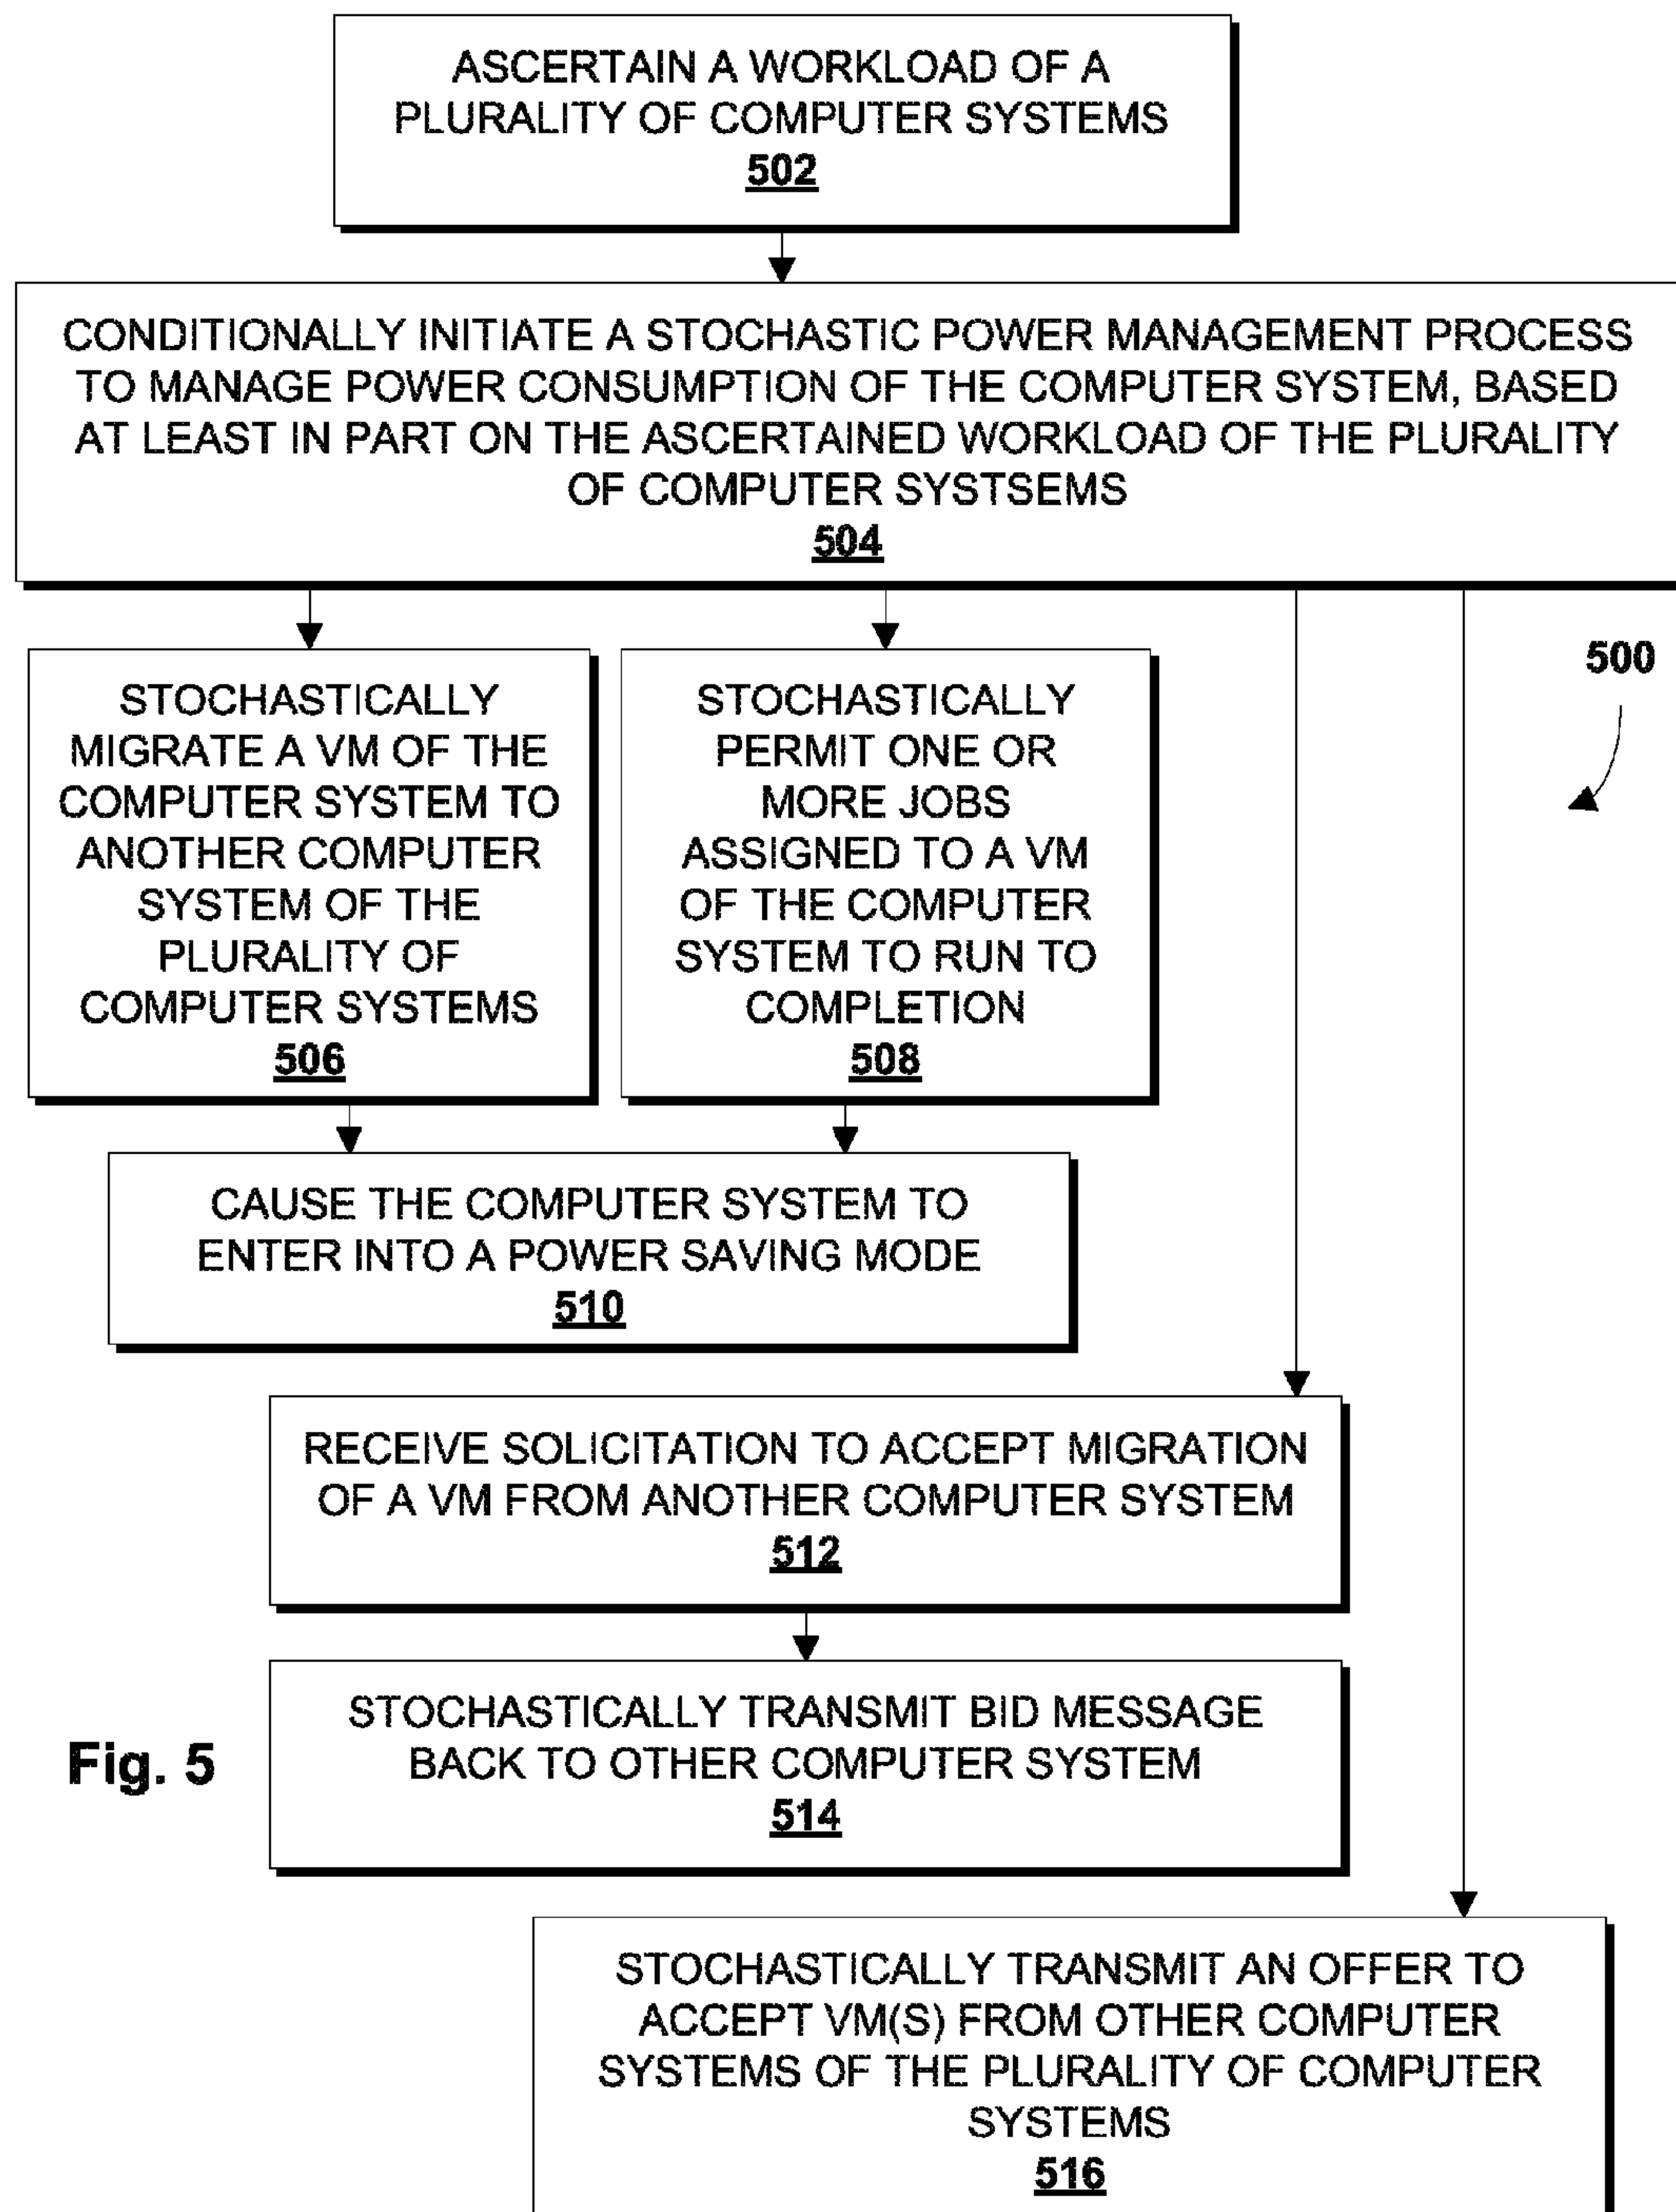 ASCERTAIN A WORKLOAD OF A
PLURALITY OF COMPUTER SYSTEMS
502
CONDITIONALLY INITIATE A STOCHASTIC POWER MANAGEMENT PROCESS
TO MANAGE POWER CONSUMPTION OF THE COMPUTER SYSTEM, BASED
AT LEAST IN PART ON THE ASCERTAINED WORKLOAD OF THE PLURALITY
OF COMPUTER SYSTSEMS
504
500
STOCHASTICALLY
MIGRATE A VM OF THE
COMPUTER SYSTEM TO
ANOTHER COMPUTER
SYSTEM OF THE
PLURALITY OF
COMPUTER SYSTEMS
506
STOCHASTICALLY
PERMIT ONE OR
MORE JOBS
ASSIGNED TO A VM
OF THE COMPUTER
SYSTEM TO RUN TO
COMPLETION
508
CAUSE THE COMPUTER SYSTEM TO
ENTER INTO A POWER SAVING MODE
510
RECEIVE SOLICITATION TO ACCEPT MIGRATION
OF A VM FROM ANOTHER COMPUTER SYSTEM
512
STOCHASTICALLY TRANSMIT BID MESSAGE
BACK TO OTHER COMPUTER SYSTEM
514
Fig. 5
STOCHASTICALLY TRANSMIT AN OFFER TO
ACCEPT VM(S) FROM OTHER COMPUTER
SYSTEMS OF THE PLURALITY OF COMPUTER
SYSTEMS
516